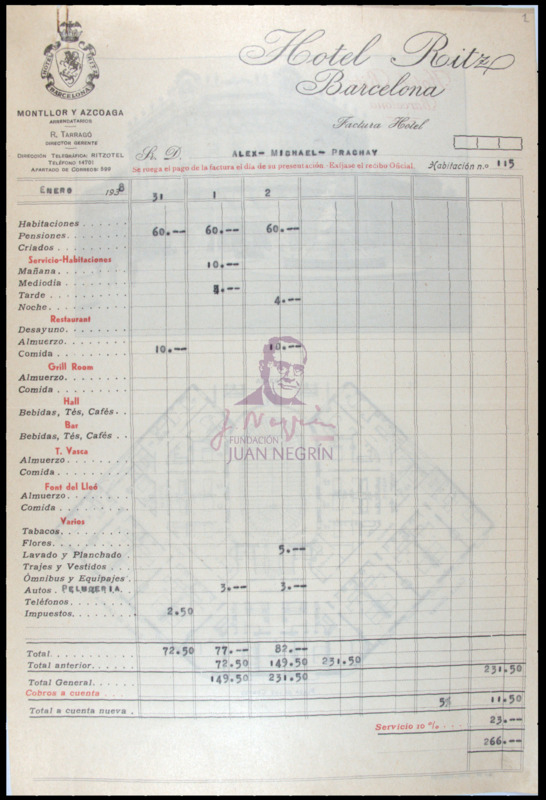 1
Hotel Ritz
Barcelona
Factura Hotel
HOTEL RITZ BARCELONA
MONTLLOR Y AZCOAGA
ARRENDATARIOS
R. TARRAGÓ
DIRECTOR GERENTE
DIRECCIÓN TELEGRÁFICA: RITZOTEL
APARTADO DE CORREOS: 599
Sr. D. ALEX- MICHAEL- PRACHAY
Se ruega el pago de la factura el día de su presentación - Exíjase el recibo Oficial.
Habitación n.º 115
ENERO 1938 31 1 2
Habitaciones
Pensiones 60.-- 60.-- 60.--
Criados
Servicio-Habitaciones
Mañana 10.--
Mediodía
Tarde
Noche 4.--
Restaurant
Desayuno
Almuerzo 10.--
Comida 10.--
Grill Room
Almuerzo
Comida
Hall
Bebidas, Tés, Cafés
Bar
Bebidas, Tés, Cafés
T. Vasca
Almuerzo
Comida
Font del Lleó
Almuerzo
Comida
Varios
Tabacos
Flores
Lavado y Planchado 5.--
Trajes y Vestidos
Ómnibus y Equipajes
Autos PELUQERIA 3.-- 3.--
Teléfonos
Impuestos 2.50
J Negrín
FUNDACIÓN
JUAN NEGRÍN
Total 72.50 77.-- 82.--
Total anterior 72.50 149.50 231.50 231.50
Total General 149.50 231.50
Cobros a cuenta 5% 11.50
Total a cuenta nueva
Servicio 10 % 23.--
266.--